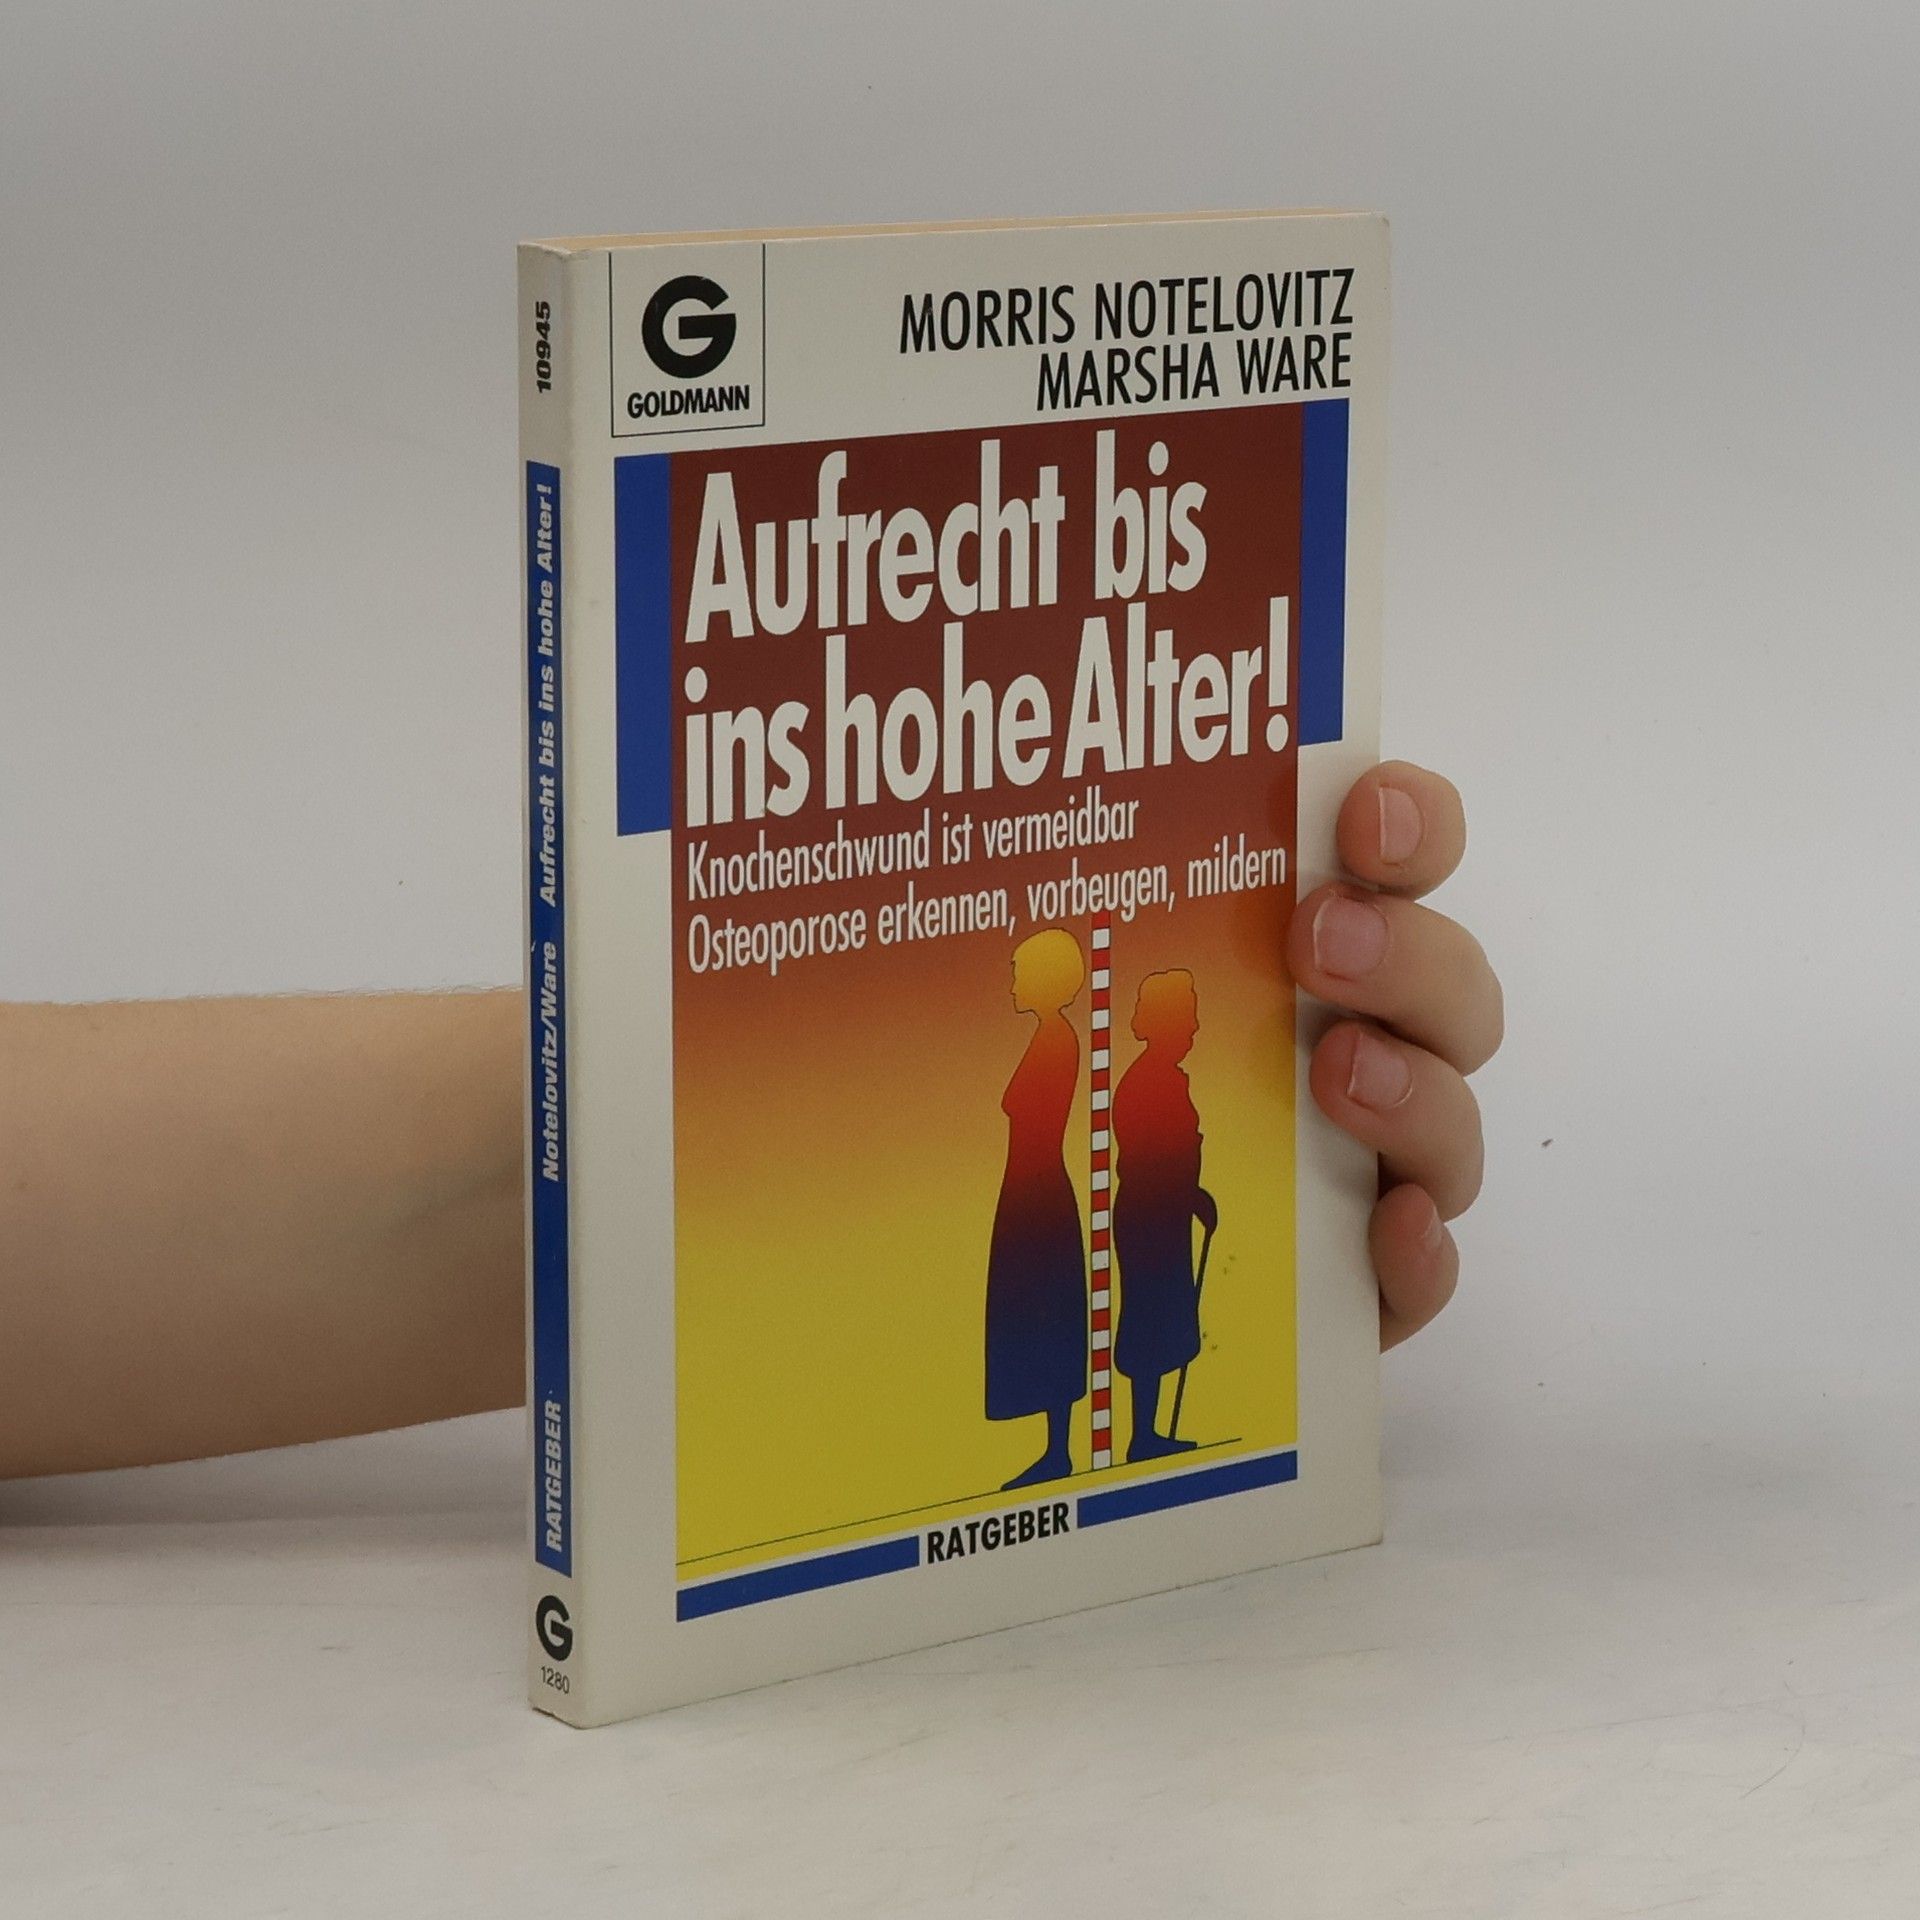 GOLDMANN
MORRIS NOTELOVITZ
MARSHA WARE
Aufrecht bis
ins hohe Alter!
Knochenschwund ist vermeidbar
Osteoporose erkennen, vorbeugen, mildern
RATGEBER
10945
Notelovitz/Ware Aufrecht bis ins hohe Alter!
RATGEBER
G
1280